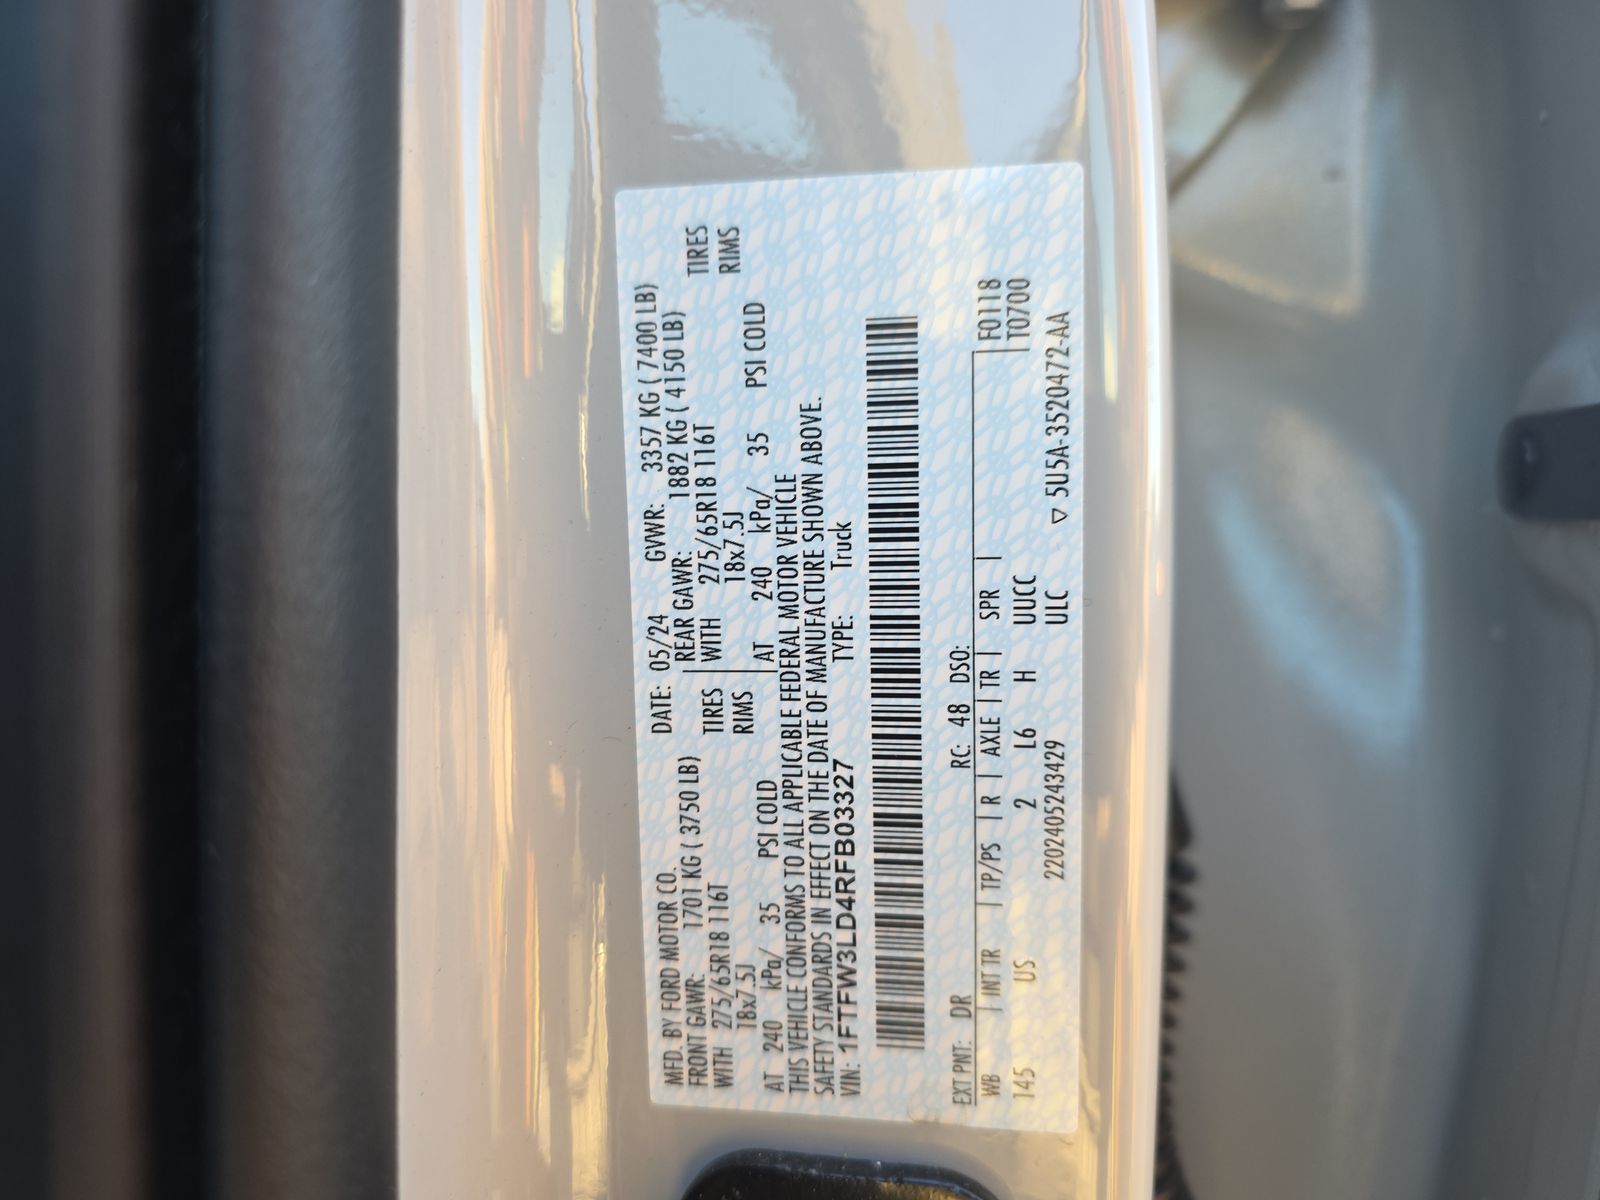 MFD. BY FORD MOTOR CO. DATE: 05/24 GVWR: 3357 KG ( 7400 LB)
FRONT GAWR: 1701 KG ( 3750 LB) REAR GAWR: 1882 KG ( 4150 LB)
WITH 275/65R18 116T TIRES WITH 275/65R18 116T TIRES
18x7.5J RIMS 18x7.5J RIMS
AT 240 kPa/ 35 PSI COLD AT 240 kPa/ 35 PSI COLD
THIS VEHICLE CONFORMS TO ALL APPLICABLE FEDERAL MOTOR VEHICLE
SAFETY STANDARDS IN EFFECT ON THE DATE OF MANUFACTURE SHOWN ABOVE.
VIN: 1FTFW3LD4RFB03327 TYPE: Truck
EXT PNT: DR RC: 48 DSO:
WB | INT TR | TP/PS | R | AXLE | TR | SPR | F0118
145 US 2 L6 H UUCC T0700
2202405243429 ULC ▽ 5U5A-3520472-AA